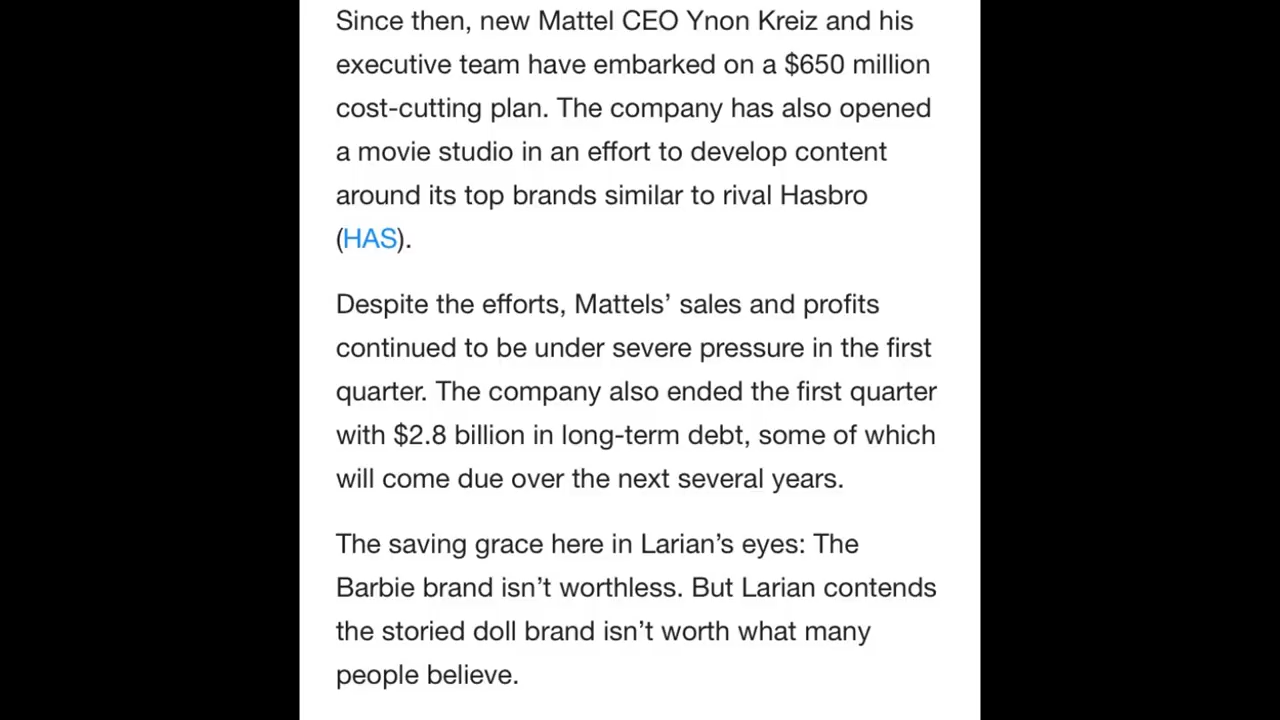 Since then, new Mattel CEO Ynon Kreiz and his
executive team have embarked on a $650 million
cost-cutting plan. The company has also opened
a movie studio in an effort to develop content
around its top brands similar to rival Hasbro
(HAS).
Despite the efforts, Mattels’ sales and profits
continued to be under severe pressure in the first
quarter. The company also ended the first quarter
with $2.8 billion in long-term debt, some of which
will come due over the next several years.
The saving grace here in Larian’s eyes: The
Barbie brand isn’t worthless. But Larian contends
the storied doll brand isn’t worth what many
people believe.